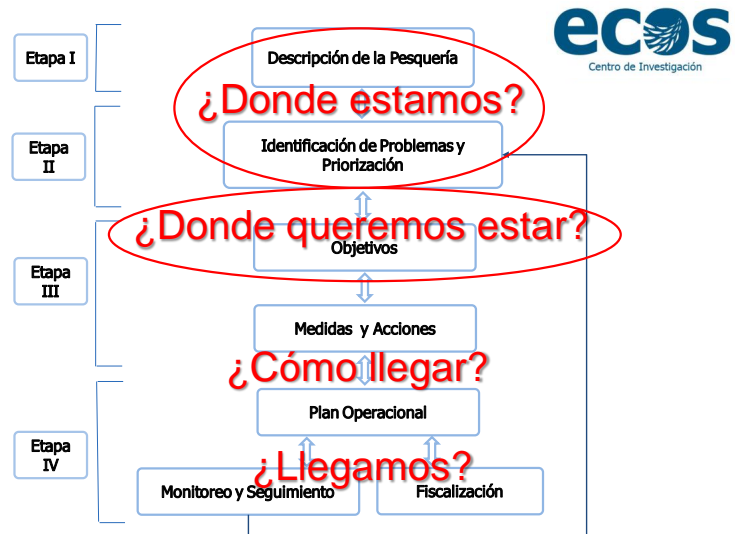 ecos
Centro de Investigación
Etapa I
Descripción de la Pesquería
¿Donde estamos?
Etapa
II
Identificación de Problemas y
Priorización
¿Donde queremos estar?
Objetivos
Etapa
III
Medidas y Acciones
¿Cómo llegar?
Plan Operacional
Etapa
IV
¿Llegamos?
Monitoreo y Seguimiento
Fiscalización